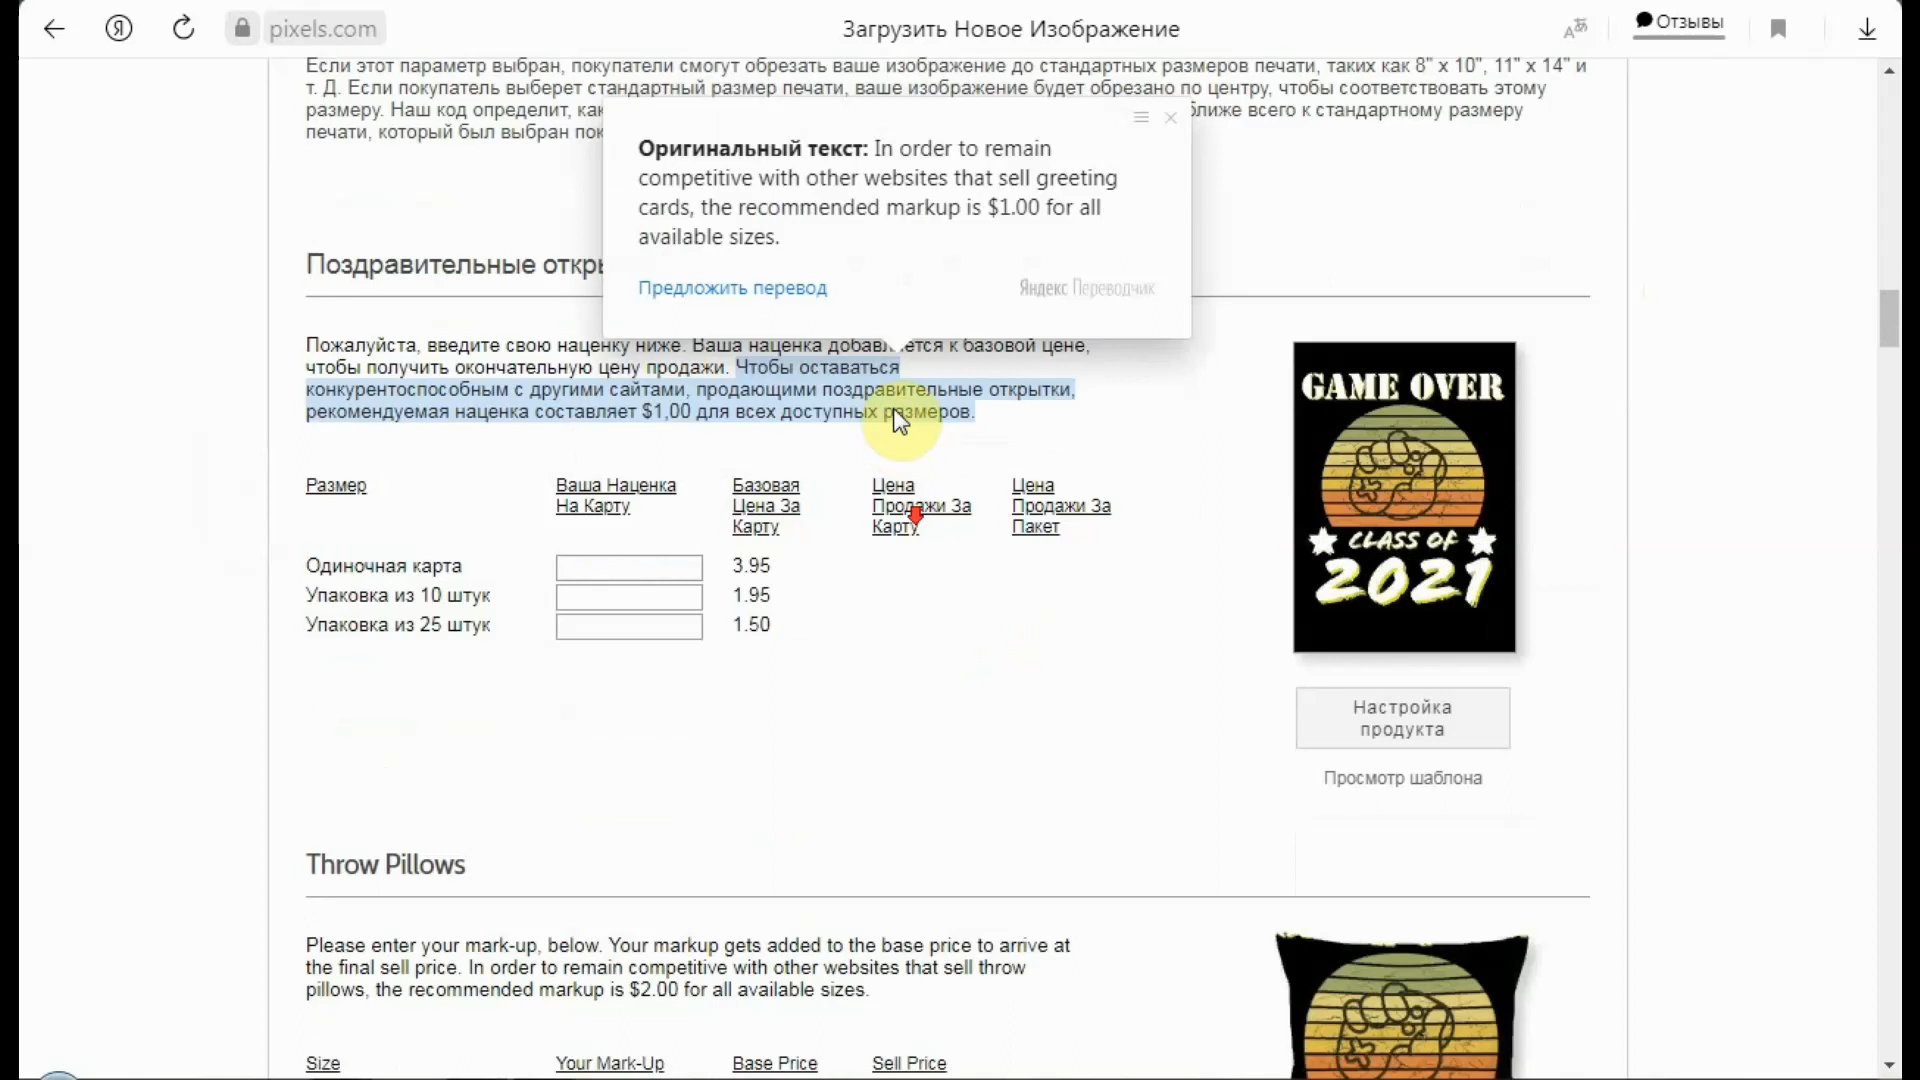 pixels.com
Загрузить Новое Изображение
Отзывы
Если этот параметр выбран, покупатели смогут обрезать ваше изображение до стандартных размеров печати, таких как 8" x 10", 11" x 14" и
т. Д. Если покупатель выберет стандартный размер печати, ваше изображение будет обрезано по центру, чтобы соответствовать этому
размеру. Наш код определит, как
ближе всего к стандартному размеру
печати, который был выбран пок
Оригинальный текст: In order to remain
competitive with other websites that sell greeting
cards, the recommended markup is $1.00 for all
available sizes.
Предложить перевод
Яндекс Переводчик
Поздравительные откры
Пожалуйста, введите свою наценку ниже. Ваша наценка добавляется к базовой цене,
чтобы получить окончательную цену продажи. Чтобы оставаться
конкурентоспособным с другими сайтами, продающими поздравительные открытки,
рекомендуемая наценка составляет $1,00 для всех доступных размеров.
Размер
Ваша Наценка
На Карту
Базовая
Цена За
Карту
Цена
Продажи За
Карту
Цена
Продажи За
Пакет
Одиночная карта 3.95
Упаковка из 10 штук 1.95
Упаковка из 25 штук 1.50
GAME OVER
CLASS OF
2021
Настройка
продукта
Просмотр шаблона
Throw Pillows
Please enter your mark-up, below. Your markup gets added to the base price to arrive at
the final sell price. In order to remain competitive with other websites that sell throw
pillows, the recommended markup is $2.00 for all available sizes.
Size Your Mark-Up Base Price Sell Price